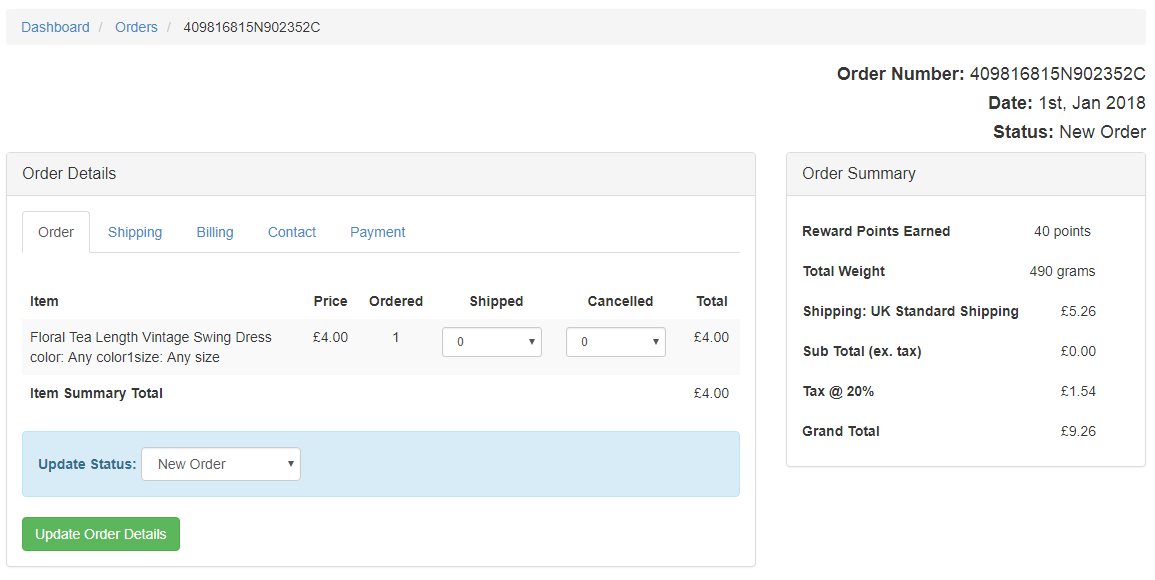 Dashboard / Orders / 409816815N902352C
Order Number: 409816815N902352C
Date: 1st, Jan 2018
Status: New Order
Order Details
Order Shipping Billing Contact Payment
Item Price Ordered Shipped Cancelled Total
Floral Tea Length Vintage Swing Dress £4.00 1 0 0 £4.00
color: Any color1size: Any size
Item Summary Total £4.00
Update Status: New Order
Update Order Details
Order Summary
Reward Points Earned 40 points
Total Weight 490 grams
Shipping: UK Standard Shipping £5.26
Sub Total (ex. tax) £0.00
Tax @ 20% £1.54
Grand Total £9.26